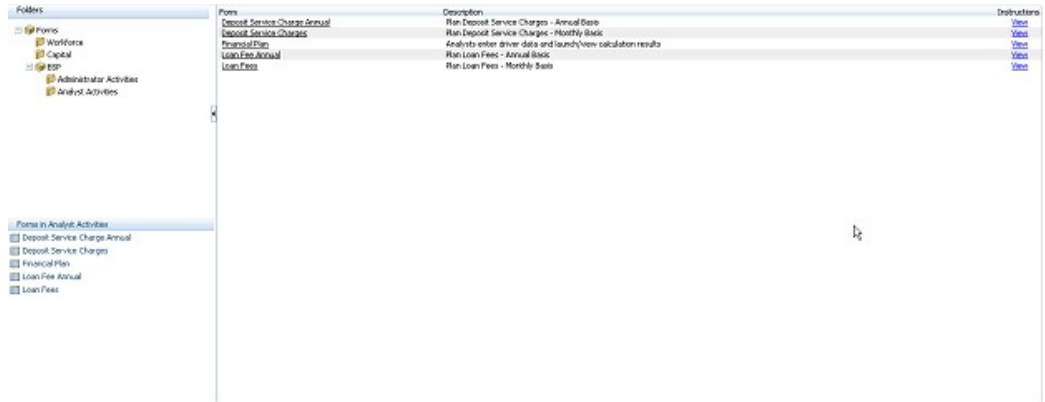 Folders
Forms
Workforce
Capital
BSP
Administrator Activities
Analyst Activities
Forms in Analyst Activities
Deposit Service Charge Annual
Deposit Service Charges
Financial Plan
Loan Fee Annual
Loan Fees
Form Description Instructions
Deposit Service Charge Annual Plan Deposit Service Charges - Annual Basis View
Deposit Service Charges Plan Deposit Service Charges - Monthly Basis View
Financial Plan Analysts enter driver data and launch/view calculation results View
Loan Fee Annual Plan Loan Fees - Annual Basis View
Loan Fees Plan Loan Fees - Monthly Basis View